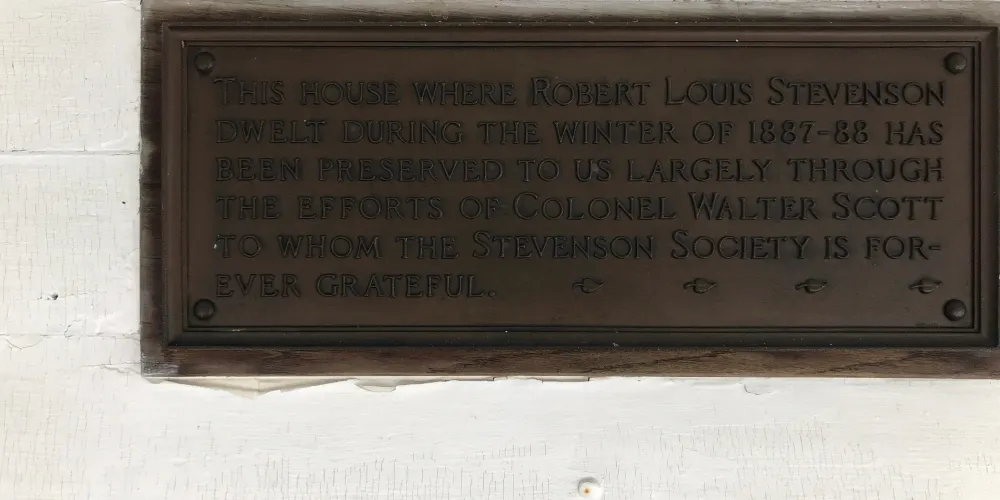 THIS HOUSE WHERE ROBERT LOUIS STEVENSON
DWELT DURING THE WINTER OF 1887-88 HAS
BEEN PRESERVED TO US LARGELY THROUGH
THE EFFORTS OF COLONEL WALTER SCOTT
TO WHOM THE STEVENSON SOCIETY IS FOR-
EVER GRATEFUL.